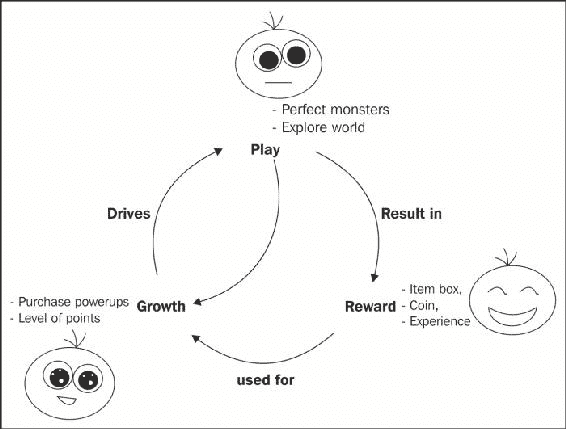 - Perfect monsters
- Explore world
Play
Drives
Result in
- Purchase powerups
- Level of points
Growth
Reward
- Item box,
- Coin,
- Experience
used for